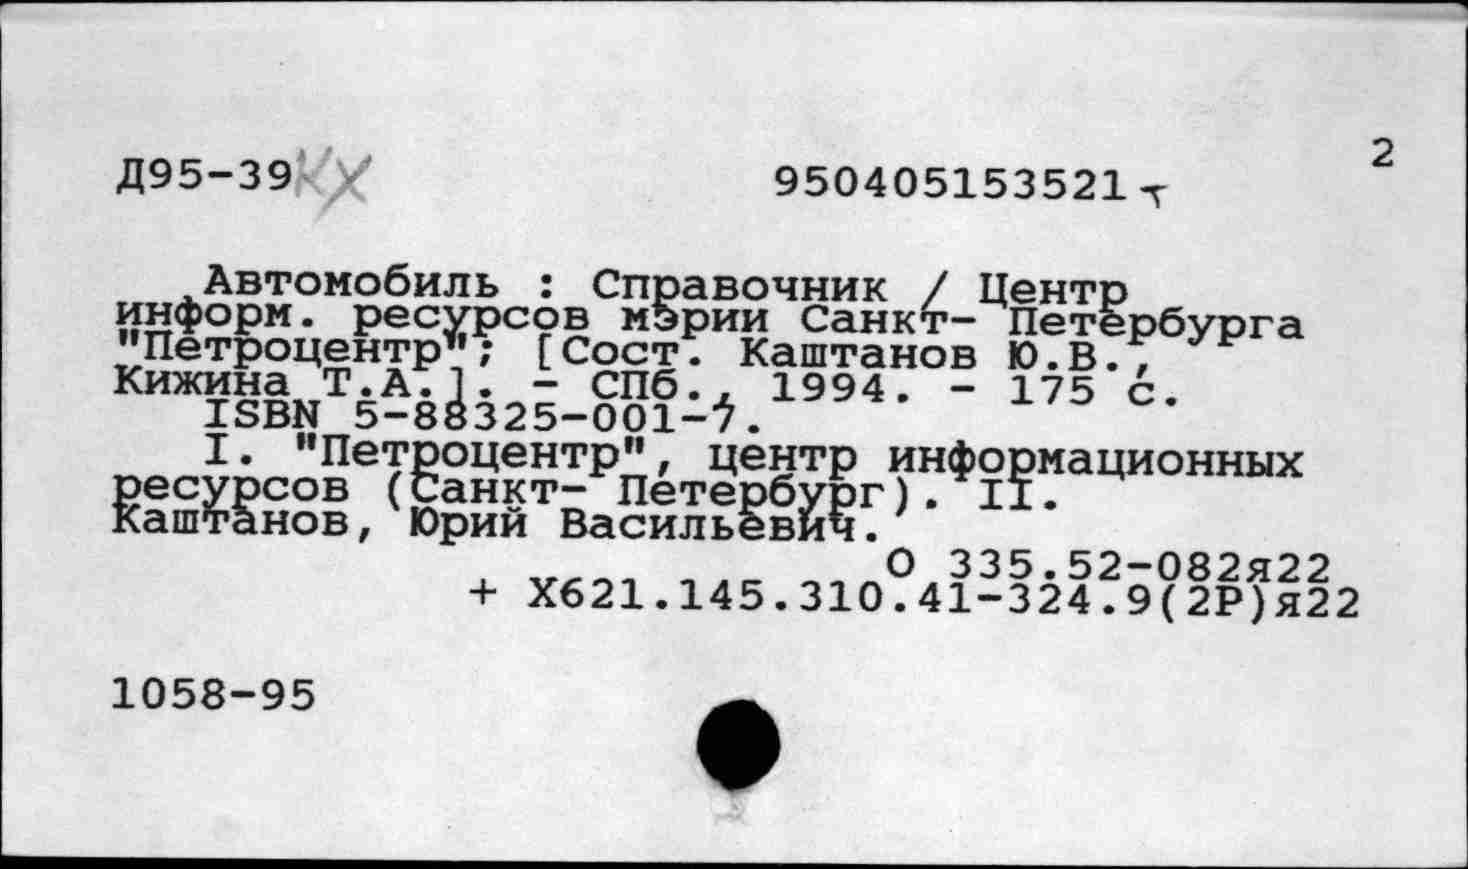 2
Д95-39
950405153521
Автомобиль : Справочник / Центр
информ. ресурсов мэрии Санкт- Петербурга
"Петроцентр"; [Сост. Каштанов Ю.В.,
Кижина Т.А.]. - СПб., 1994. - 175 с.
ISBN 5-88325-001-7.
I. "Петроцентр", центр информационных
ресурсов (Санкт- Петербург). II.
Каштанов, Юрий Васильевич.
О 335.52-082я22
+ Х621.145.310.41-324.9(2Р)я22
1058-95